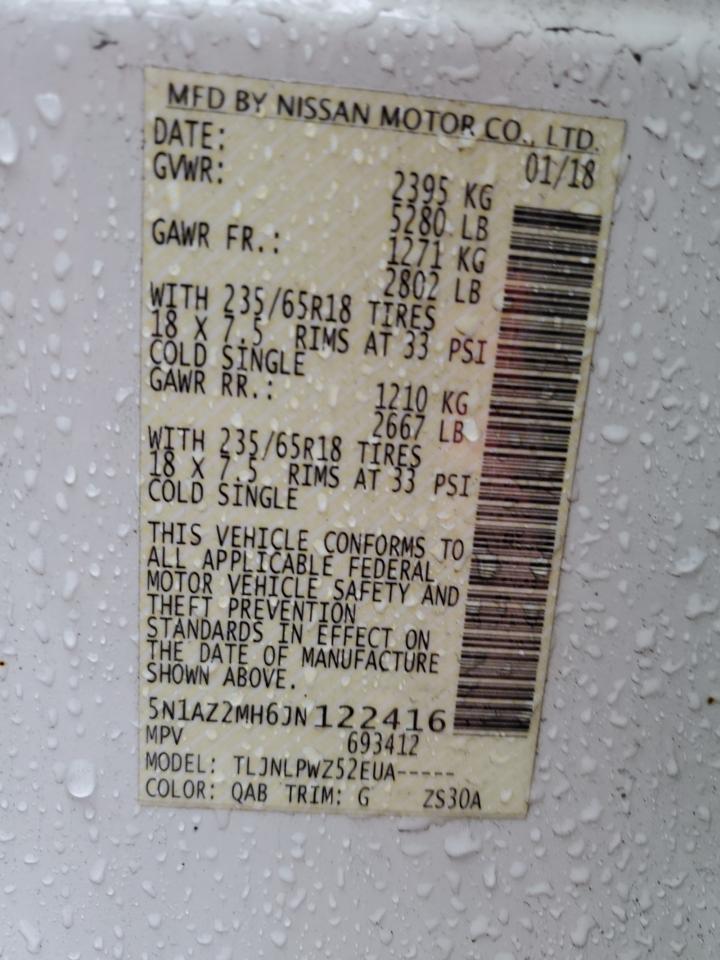 MFD BY NISSAN MOTOR CO., LTD.
DATE: 01/18
GVWR: 2395 KG
5280 LB
GAWR FR.: 1271 KG
2802 LB
WITH 235/65R18 TIRES
18 X 7.5 RIMS AT 33 PSI
COLD SINGLE
GAWR RR.: 1210 KG
2667 LB
WITH 235/65R18 TIRES
18 X 7.5 RIMS AT 33 PSI
COLD SINGLE
THIS VEHICLE CONFORMS TO
ALL APPLICABLE FEDERAL
MOTOR VEHICLE SAFETY AND
THEFT PREVENTION
STANDARDS IN EFFECT ON
THE DATE OF MANUFACTURE
SHOWN ABOVE.
5N1AZ2MH6JN122416
MPV 693412
MODEL: TLJNLPWZ52EUA-----
COLOR: QAB TRIM: G ZS30A